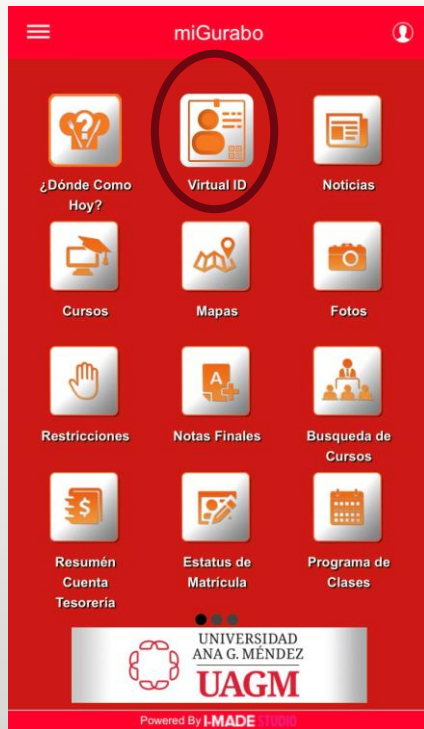 miGurabo
¿Dónde Como
Hoy?
Virtual ID
Noticias
Cursos
Mapas
Fotos
A
Restricciones
Notas Finales
Busqueda de
Cursos
$
Resumén
Cuenta
Tesorería
Estatus de
Matrícula
Programa de
Clases
UNIVERSIDAD
ANA G. MÉNDEZ
UAGM
Powered By I-MADE STUDIO